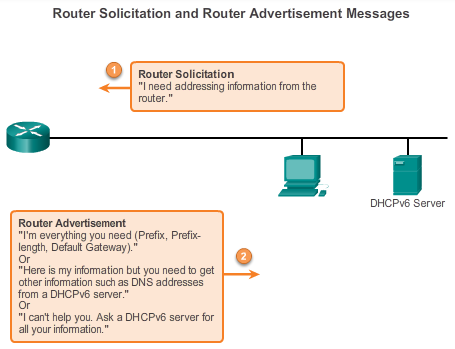 Router Solicitation and Router Advertisement Messages
1
Router Solicitation
"I need addressing information from the
router."
DHCPv6 Server
Router Advertisement
"I'm everything you need (Prefix, Prefix-
length, Default Gateway)."
Or
"Here is my information but you need to get
other information such as DNS addresses
from a DHCPv6 server."
Or
"I can't help you. Ask a DHCPv6 server for
all your information."
2